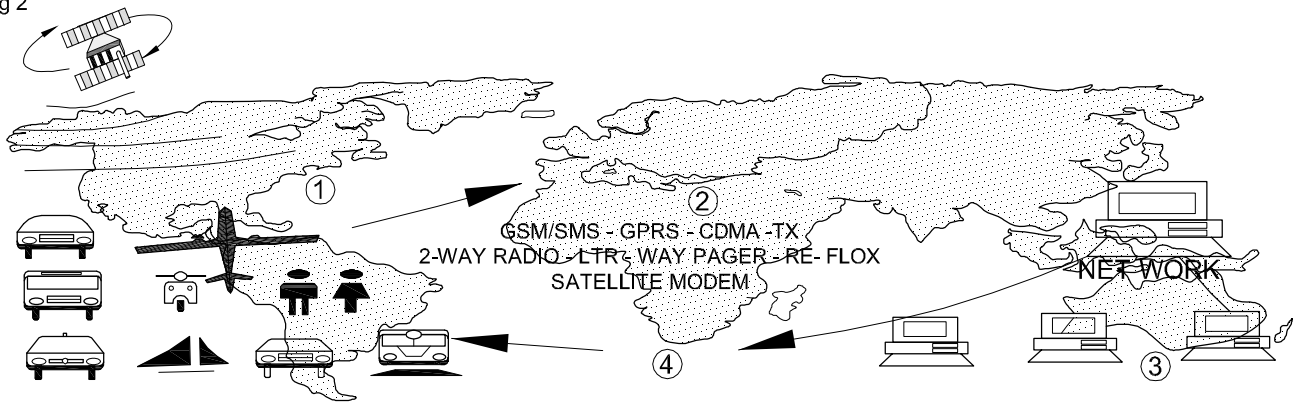 g 2
1
2
GSM/SMS - GPRS - CDMA -TX
2-WAY RADIO - LTR - WAY PAGER - RE- FLOX
SATELLITE MODEM
NET WORK
4
3